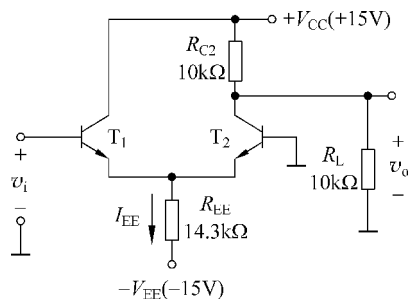 +V_CC(+15V)
R_C2
10kΩ
T_1
T_2
+
v_i
−
I_EE
R_EE
14.3kΩ
R_L
10kΩ
+
v_o
−
−V_EE(−15V)